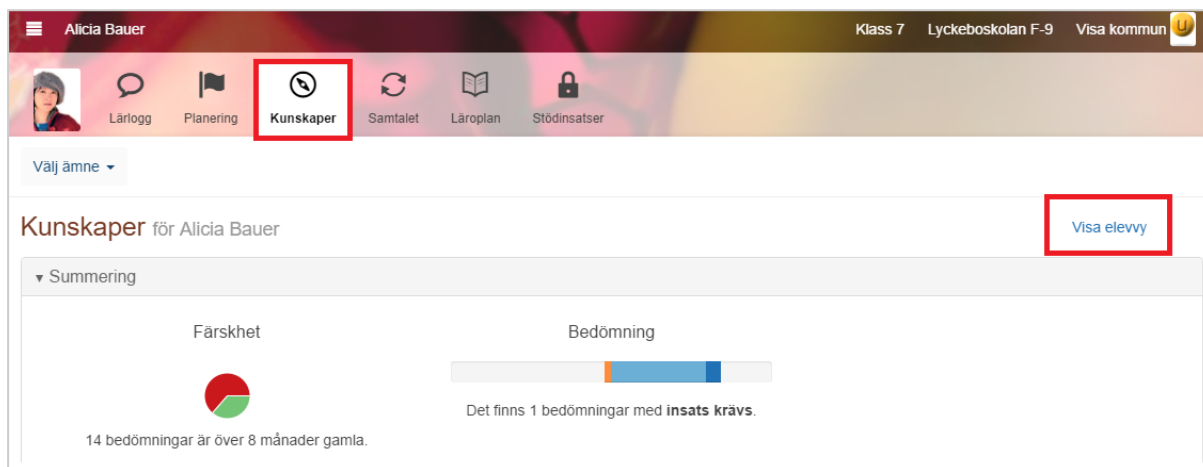 Alicia Bauer Klass 7 Lyckeboskolan F-9 Visa kommun U
Lärlogg Planering Kunskaper Samtalet Läroplan Stödinsatser
Välj ämne
Kunskaper för Alicia Bauer Visa elevvy
Summering
Färskhet Bedömning
Det finns 1 bedömningar med insats krävs.
14 bedömningar är över 8 månader gamla.